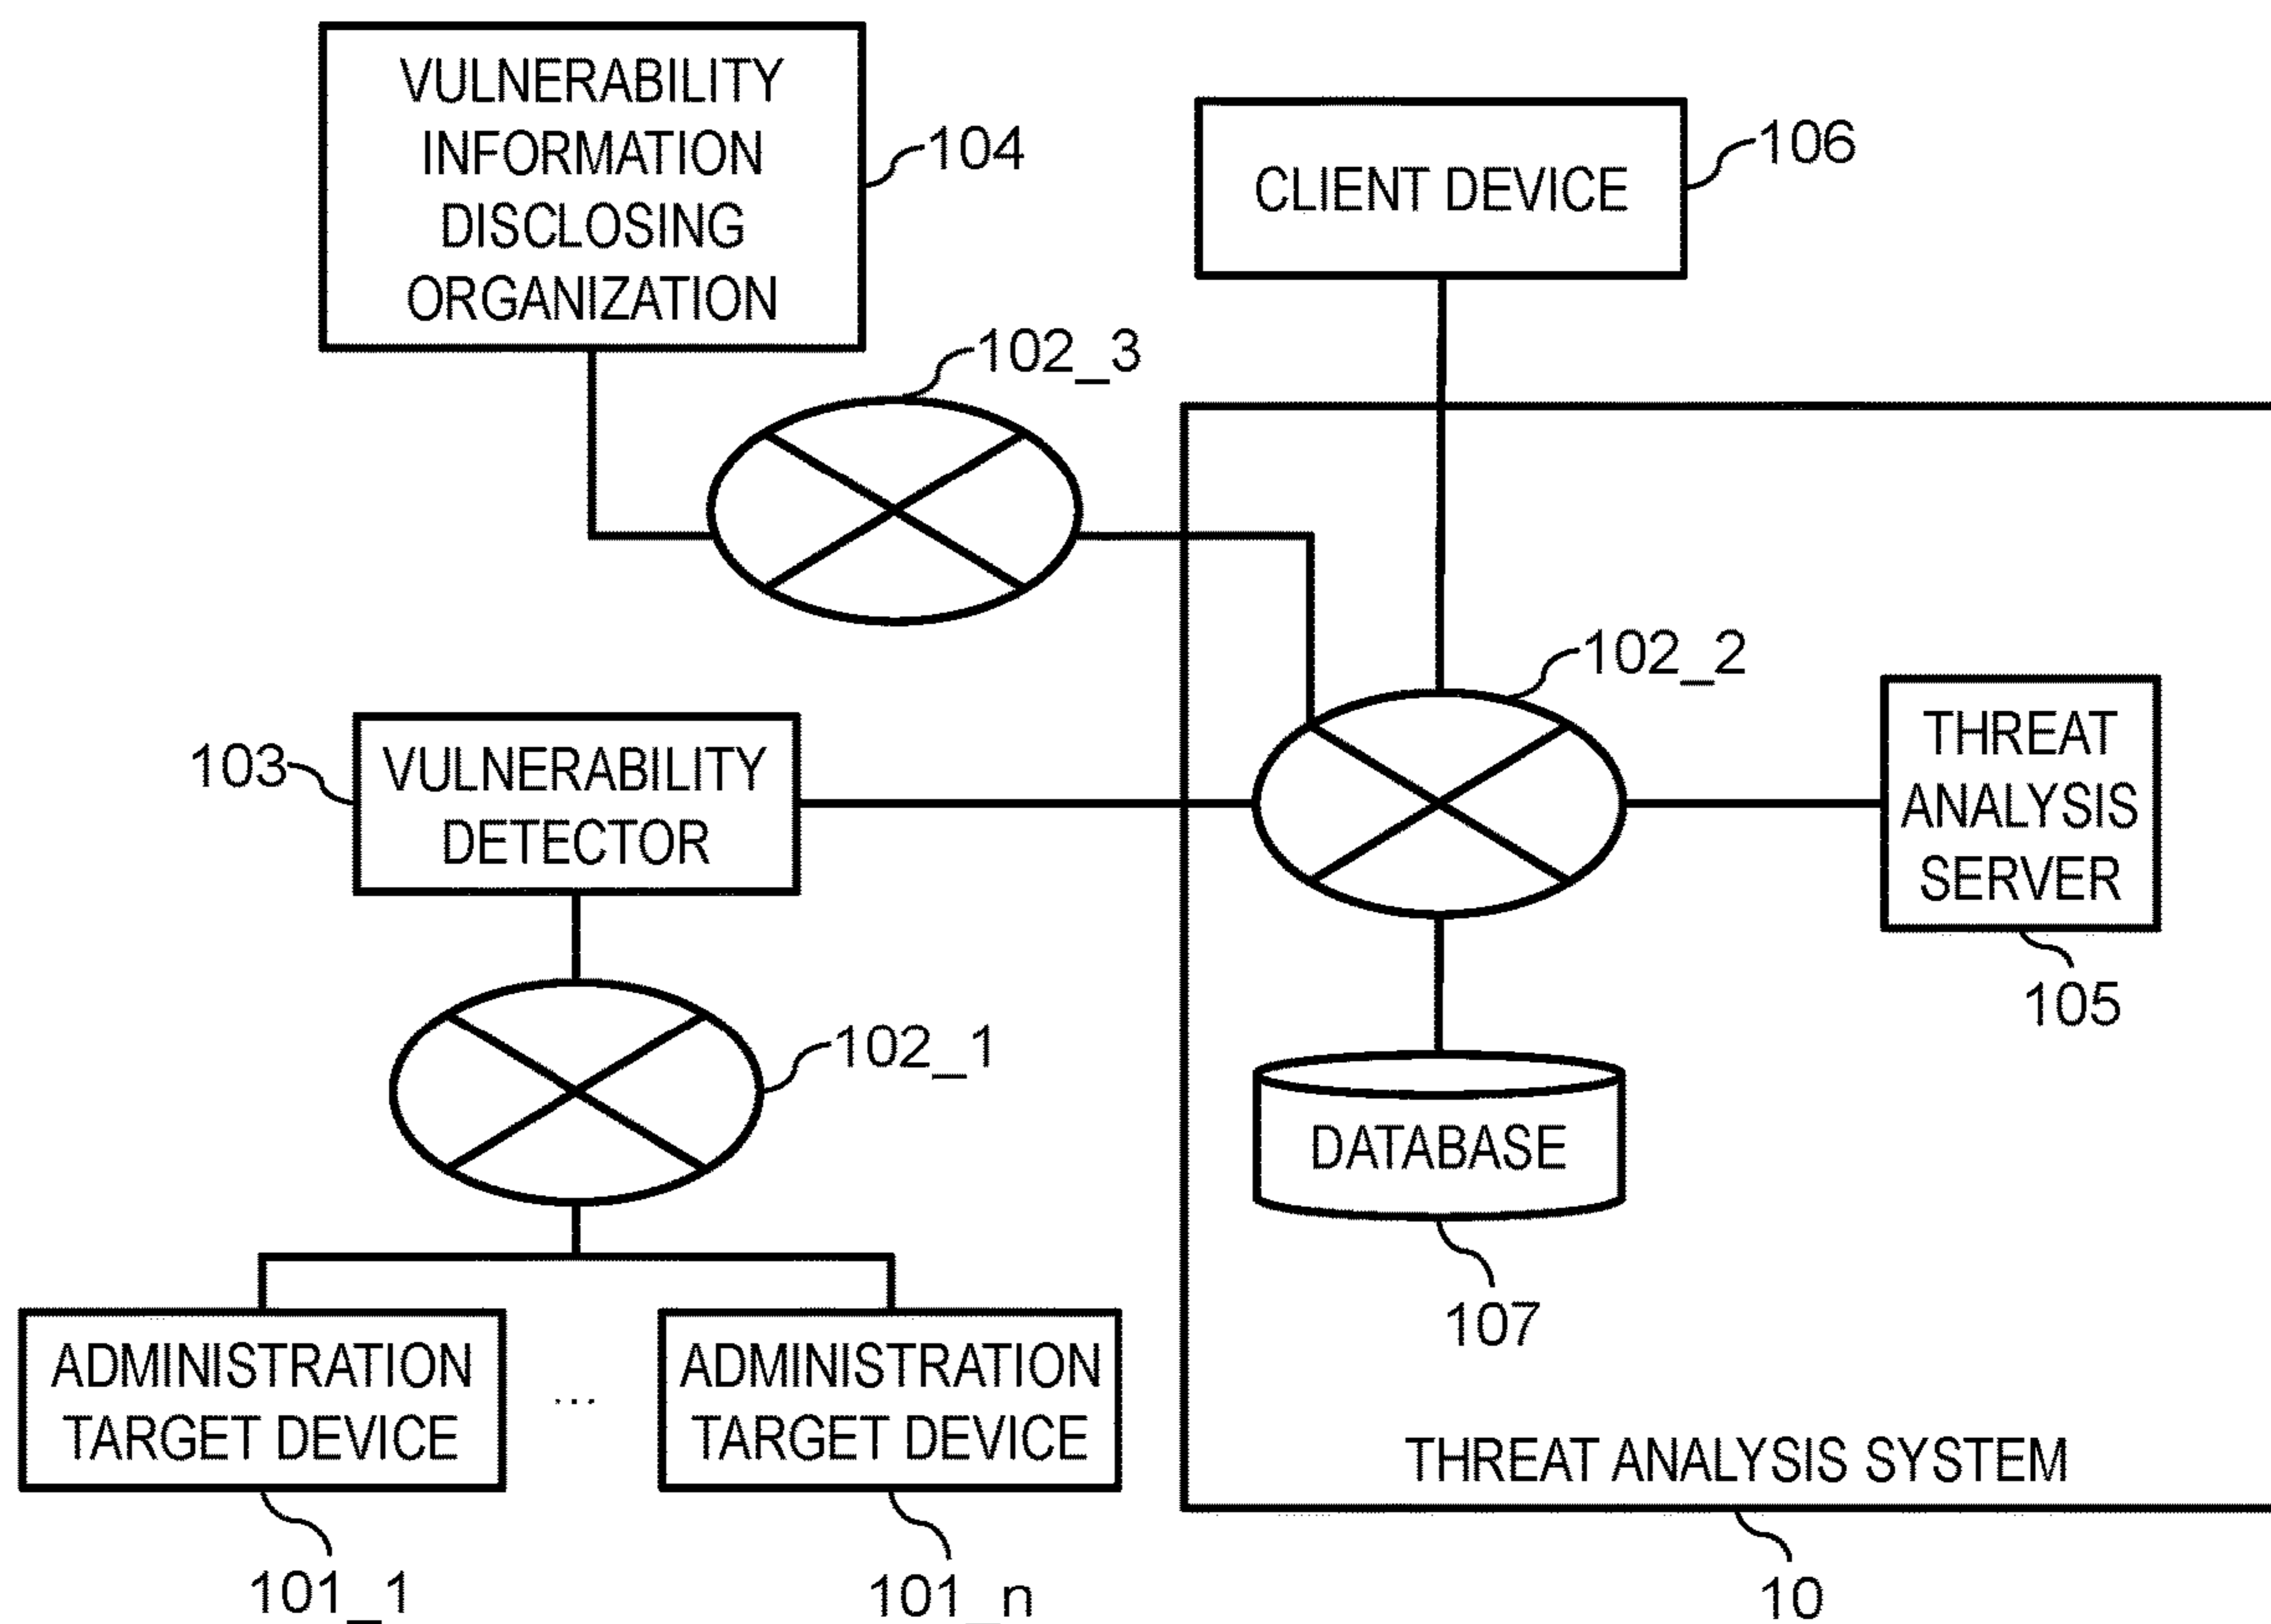 VULNERABILITY
INFORMATION
DISCLOSING
ORGANIZATION
104
CLIENT DEVICE
106
102_3
102_2
103
VULNERABILITY
DETECTOR
THREAT
ANALYSIS
SERVER
105
102_1
DATABASE
107
ADMINISTRATION
TARGET DEVICE
...
ADMINISTRATION
TARGET DEVICE
THREAT ANALYSIS SYSTEM
101_1
101_n
10